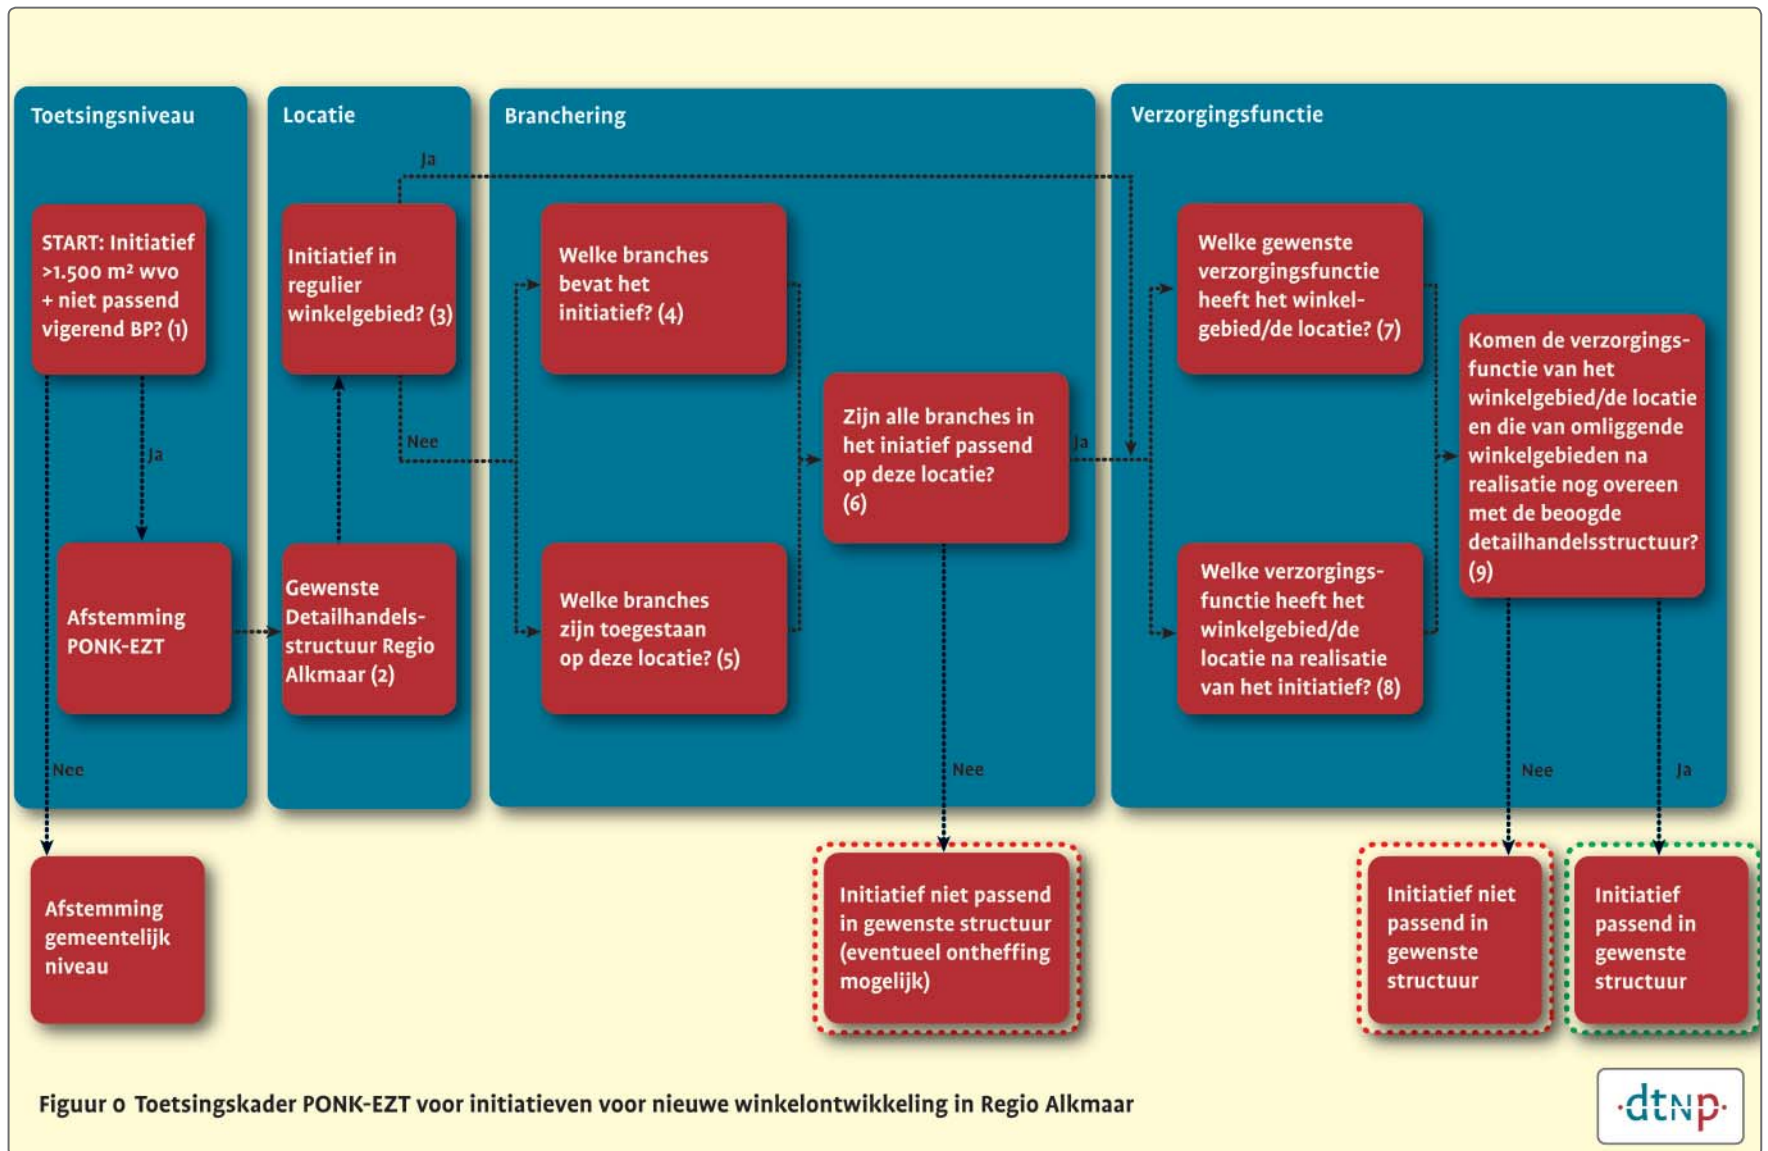 Toetsingsniveau
START: Initiatief
>1.500 m² wvo
+ niet passend
vigerend BP? (1)
Ja
Afstemming
PONK-EZT
Nee
Afstemming
gemeentelijk
niveau
Locatie
Ja
Initiatief in
regulier
winkelgebied? (3)
Nee
Gewenste
Detailhandels-
structuur Regio
Alkmaar (2)
Branchering
Welke branches
bevat het
initiatief? (4)
Welke branches
zijn toegestaan
op deze locatie? (5)
Zijn alle branches in
het iniatief passend
op deze locatie?
(6)
Ja
Nee
Initiatief niet passend
in gewenste structuur
(eventueel ontheffing
mogelijk)
Verzorgingsfunctie
Welke gewenste
verzorgingsfunctie
heeft het winkel-
gebied/de locatie? (7)
Welke verzorgings-
functie heeft het
winkelgebied/de
locatie na realisatie
van het initiatief? (8)
Komen de verzorgings-
functie van het
winkelgebied/de locatie
en die van omliggende
winkelgebieden na
realisatie nog overeen
met de beoogde
detailhandelsstructuur?
(9)
Nee
Ja
Initiatief niet
passend in
gewenste
structuur
Initiatief
passend in
gewenste
structuur
Figuur 0 Toetsingskader PONK-EZT voor initiatieven voor nieuwe winkelontwikkeling in Regio Alkmaar
·dtNp·